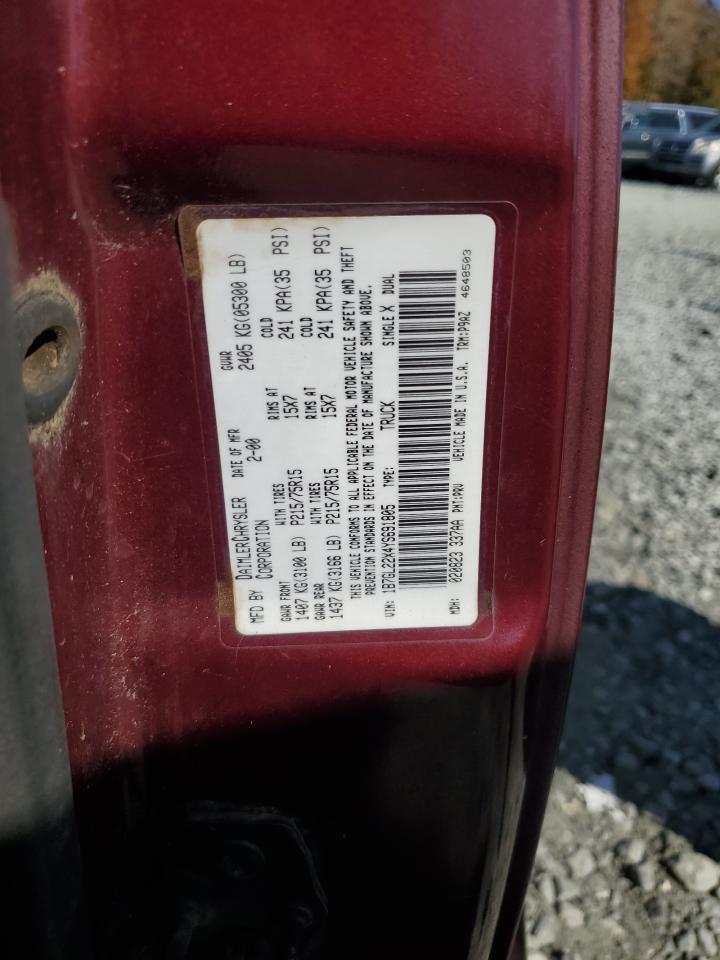 MFD BY DAIMLERCHRYSLER CORPORATION
DATE OF MFR 2-00
GVWR 2405 KG(05300 LB)
GAWR FRONT WITH TIRES RIMS AT COLD
1407 KG(3100 LB) P215/75R15 15X7 241 KPA(35 PSI)
GAWR REAR WITH TIRES RIMS AT COLD
1437 KG(3166 LB) P215/75R15 15X7 241 KPA(35 PSI)
THIS VEHICLE CONFORMS TO ALL APPLICABLE FEDERAL MOTOR VEHICLE SAFETY AND THEFT
PREVENTION STANDARDS IN EFFECT ON THE DATE OF MANUFACTURE SHOWN ABOVE.
VIN: 1B7GL22X4YS691805 TYPE: TRUCK SINGLE X DUAL
MDH: 020823 337AA PNT:PRV VEHICLE MADE IN U.S.A. TRM:P9AZ 4648503